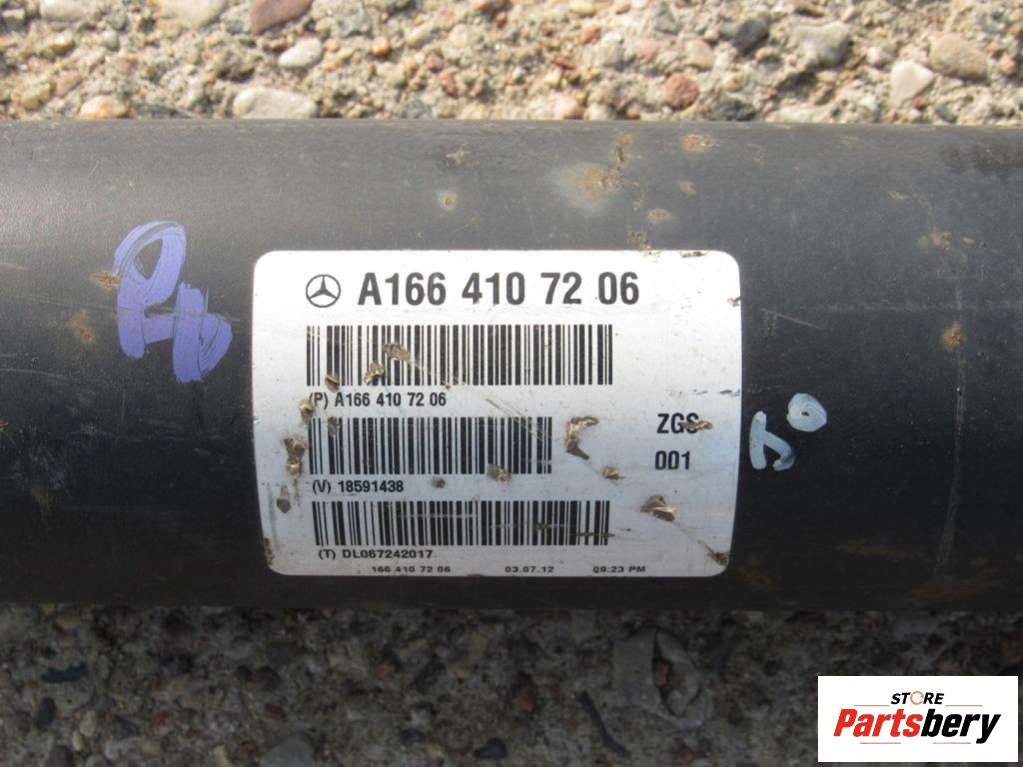 A166 410 72 06
(P) A166 410 72 06
ZGS
001
(V) 18591438
(T) DL067242017
166 410 72 06 03.07.12 09:23 PM
STORE
Partsbery